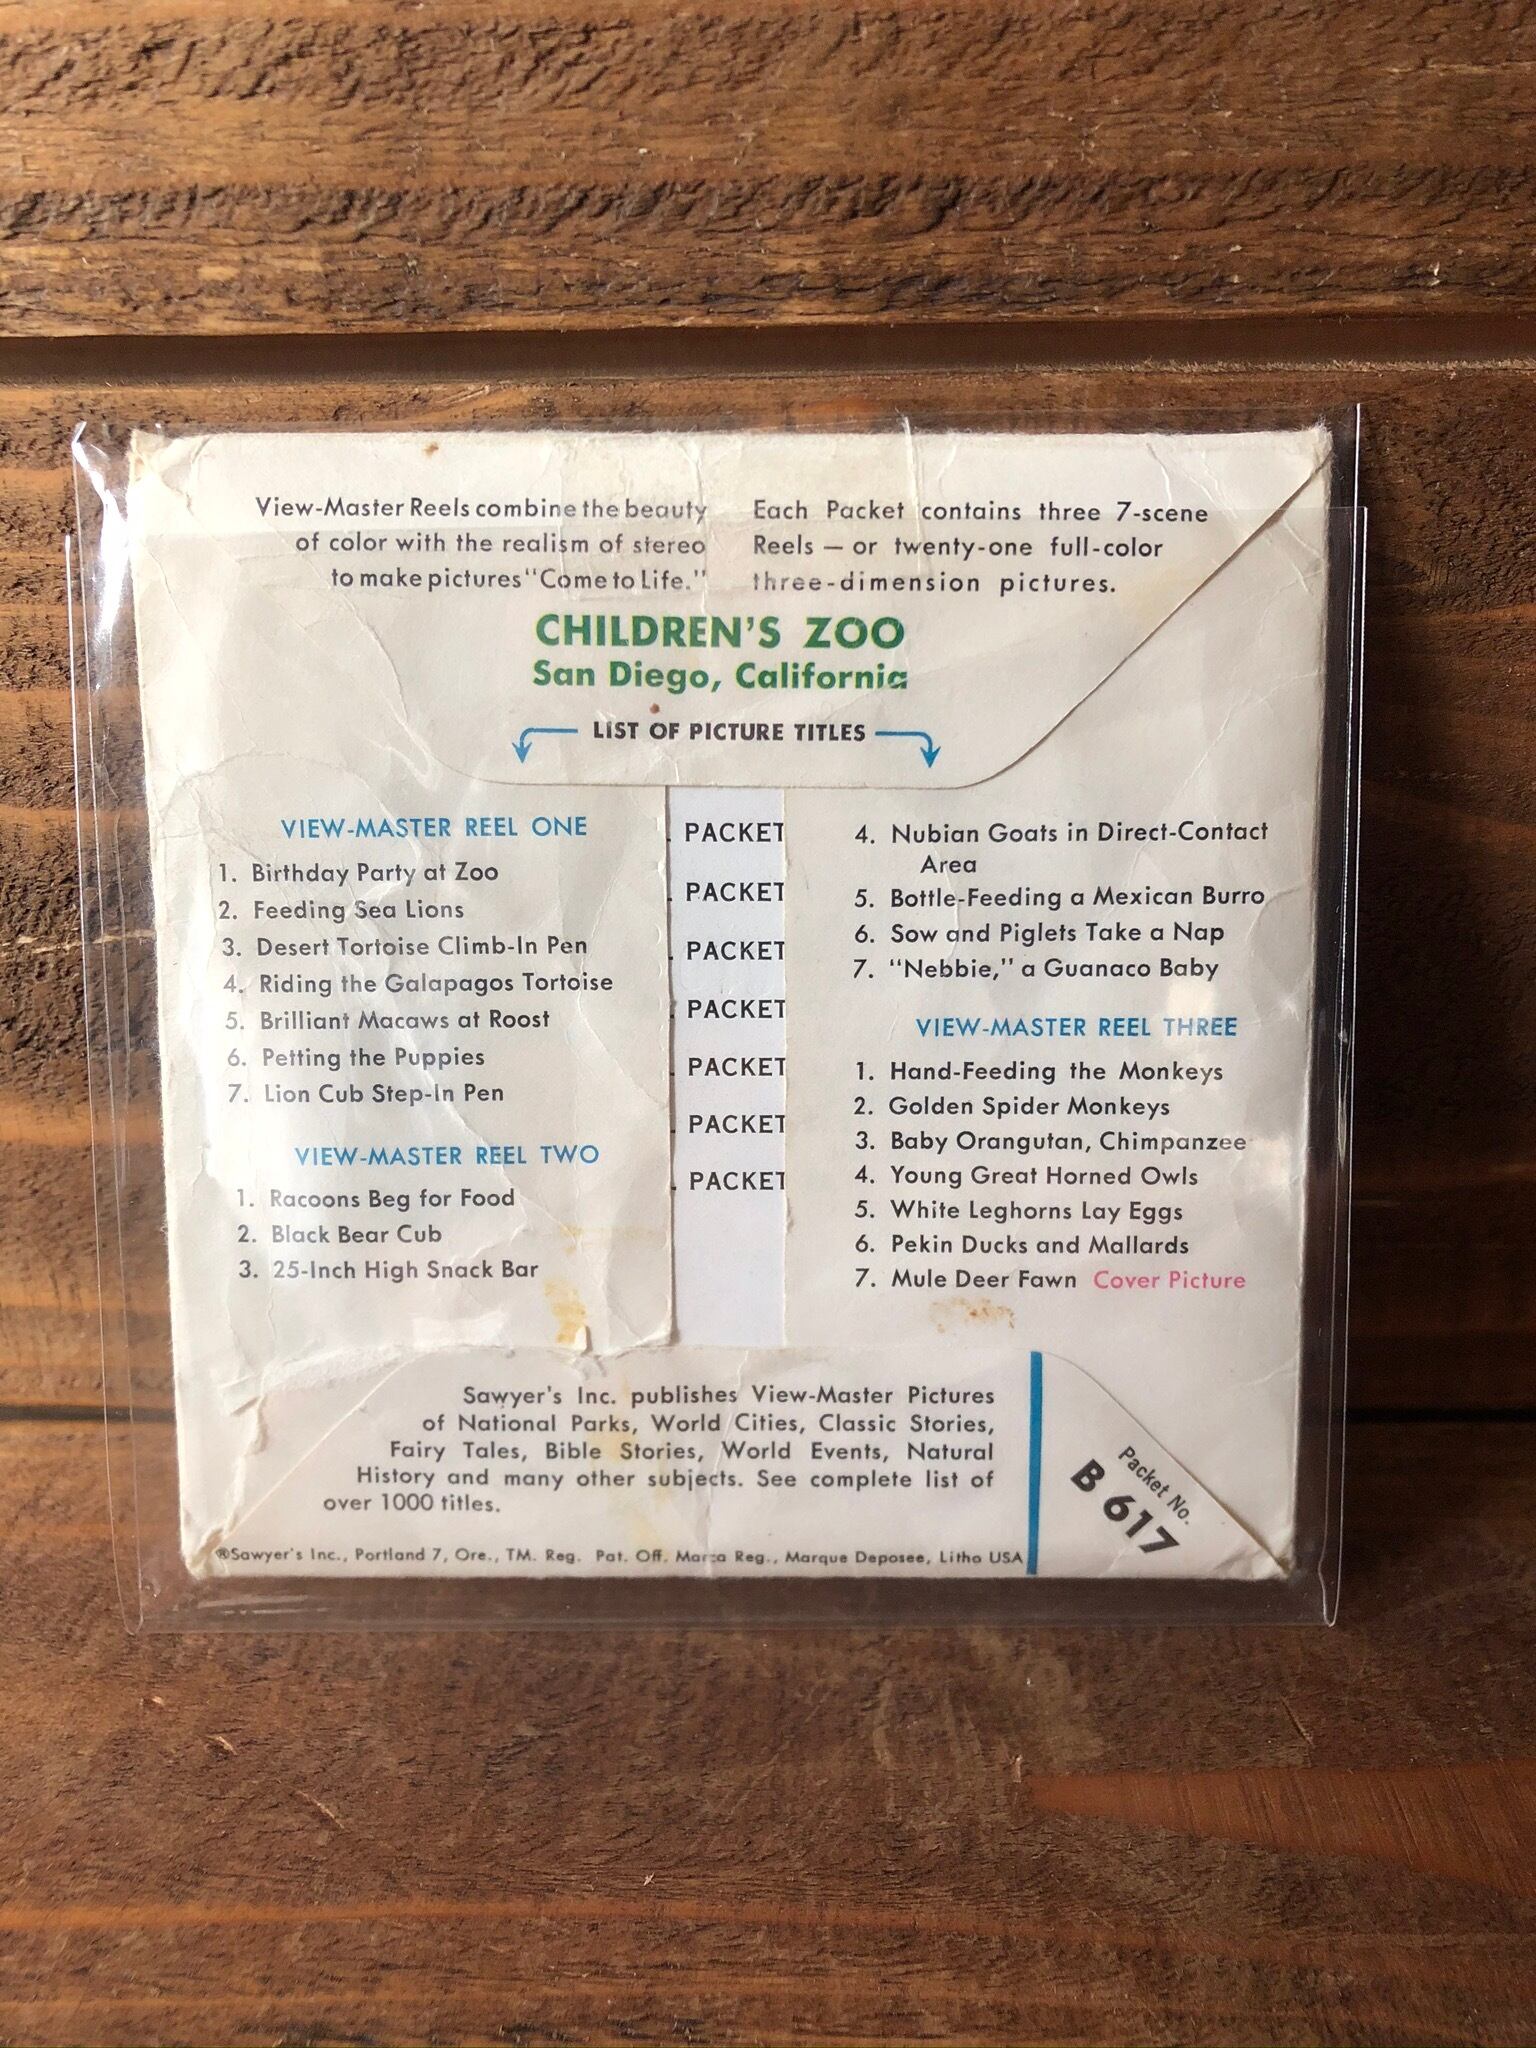 View-Master Reels combine the beauty
of color with the realism of stereo
to make pictures "Come to Life."
Each Packet contains three 7-scene
Reels — or twenty-one full-color
three-dimension pictures.
CHILDREN'S ZOO
San Diego, California
LIST OF PICTURE TITLES
VIEW-MASTER REEL ONE
1. Birthday Party at Zoo
2. Feeding Sea Lions
3. Desert Tortoise Climb-In Pen
4. Riding the Galapagos Tortoise
5. Brilliant Macaws at Roost
6. Petting the Puppies
7. Lion Cub Step-In Pen
VIEW-MASTER REEL TWO
1. Racoons Beg for Food
2. Black Bear Cub
3. 25-Inch High Snack Bar
. PACKET
. PACKET
. PACKET
. PACKET
. PACKET
. PACKET
. PACKET
4. Nubian Goats in Direct-Contact
Area
5. Bottle-Feeding a Mexican Burro
6. Sow and Piglets Take a Nap
7. "Nebbie," a Guanaco Baby
VIEW-MASTER REEL THREE
1. Hand-Feeding the Monkeys
2. Golden Spider Monkeys
3. Baby Orangutan, Chimpanzee
4. Young Great Horned Owls
5. White Leghorns Lay Eggs
6. Pekin Ducks and Mallards
7. Mule Deer Fawn Cover Picture
Sawyer's Inc. publishes View-Master Pictures
of National Parks, World Cities, Classic Stories,
Fairy Tales, Bible Stories, World Events, Natural
History and many other subjects. See complete list of
over 1000 titles.
®Sawyer's Inc., Portland 7, Ore., TM. Reg. Pat. Off. Marca Reg., Marque Deposee, Litho USA
Packet No.
B 617